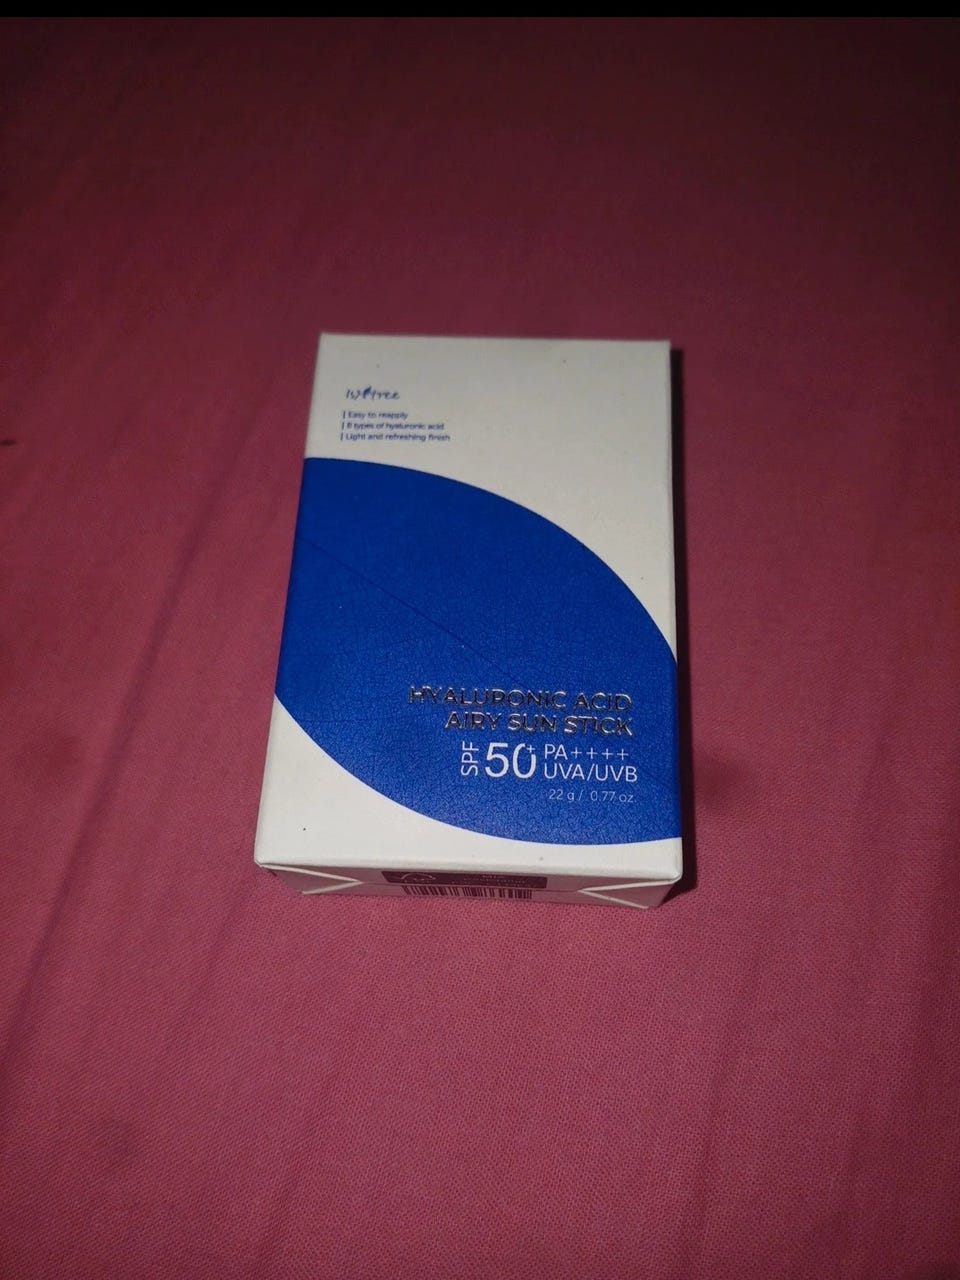 isntree
Easy to reapply
8 types of hyaluronic acid
Light and refreshing finish
HYALURONIC ACID
AIRY SUN STICK
SPF 50+ PA++++
UVA/UVB
22 g / 0.77 oz.